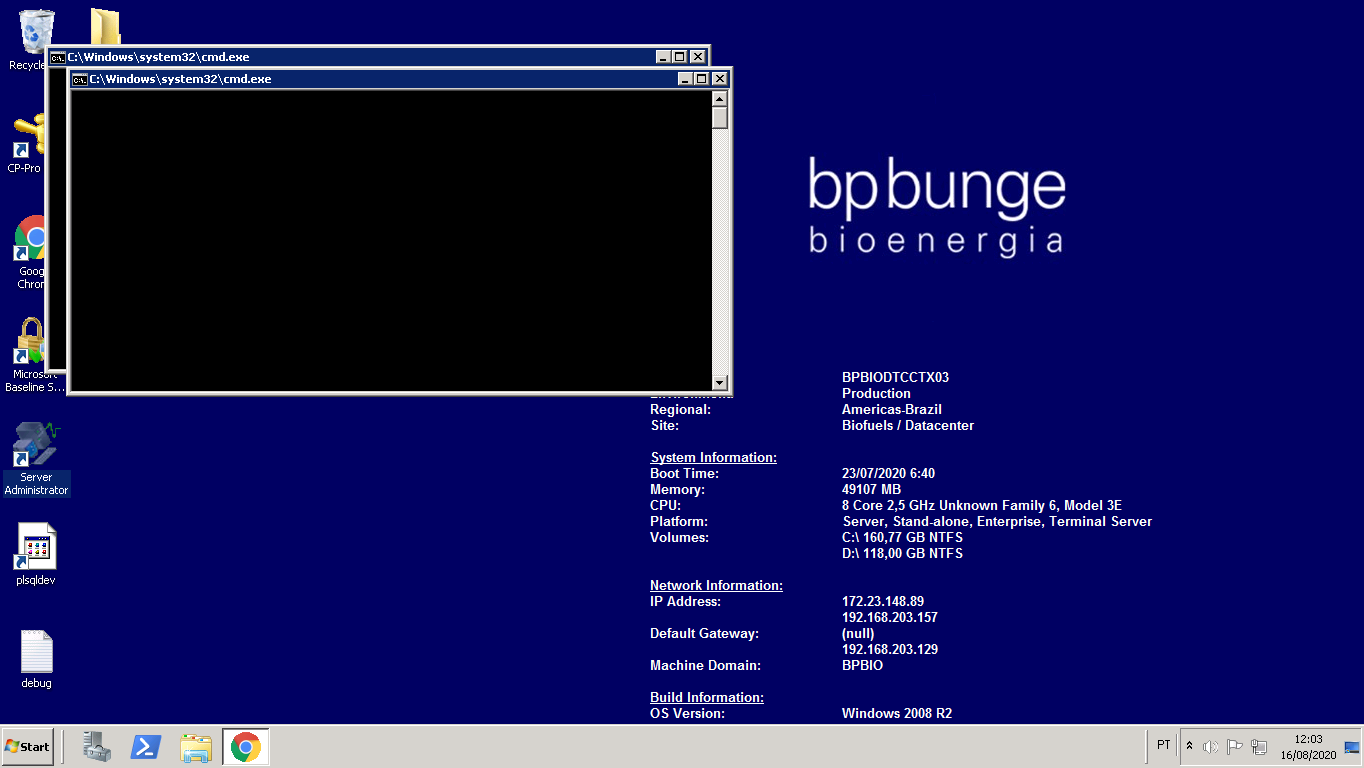 Recycle
C:\Windows\system32\cmd.exe
C:\Windows\system32\cmd.exe
CP-Pro
Goog
Chron
Microsoft
Baseline S...
Server
Administrator
plsqldev
debug
bp bunge
bioenergia
BPBIODTCCTX03
Production
Regional: Americas-Brazil
Site: Biofuels / Datacenter
System Information:
Boot Time: 23/07/2020 6:40
Memory: 49107 MB
CPU: 8 Core 2,5 GHz Unknown Family 6, Model 3E
Platform: Server, Stand-alone, Enterprise, Terminal Server
Volumes: C:\ 160,77 GB NTFS
D:\ 118,00 GB NTFS
Network Information:
IP Address: 172.23.148.89
192.168.203.157
Default Gateway: (null)
192.168.203.129
Machine Domain: BPBIO
Build Information:
OS Version: Windows 2008 R2
Start
PT
12:03
16/08/2020